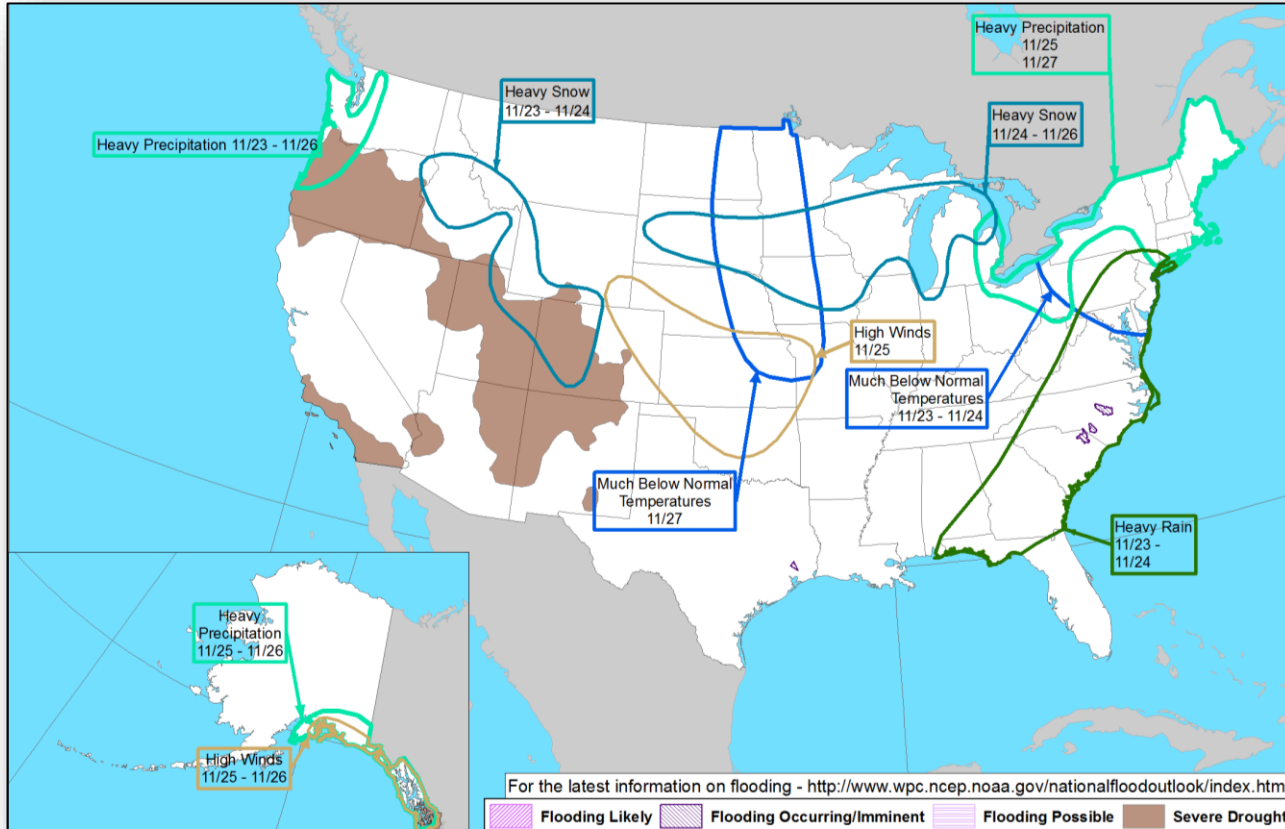 Heavy Precipitation
11/25
11/27
Heavy Snow
11/23 - 11/24
Heavy Snow
11/24 - 11/26
Heavy Precipitation 11/23 - 11/26
High Winds
11/25
Much Below Normal
Temperatures
11/23 - 11/24
Much Below Normal
Temperatures
11/27
Heavy Rain
11/23 -
11/24
Heavy
Precipitation
11/25 - 11/26
High Winds
11/25 - 11/26
For the latest information on flooding - http://www.wpc.ncep.noaa.gov/nationalfloodoutlook/index.htm
Flooding Likely
Flooding Occurring/Imminent
Flooding Possible
Severe Drought